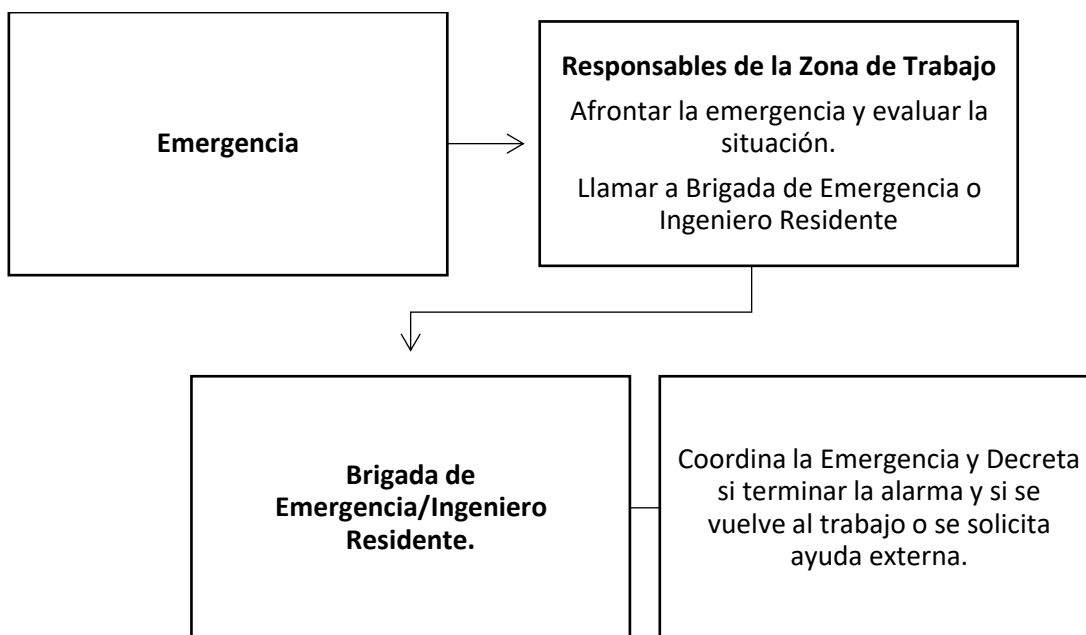 Emergencia
Responsables de la Zona de Trabajo
Afrontar la emergencia y evaluar la
situación.
Llamar a Brigada de Emergencia o
Ingeniero Residente
Brigada de
Emergencia/Ingeniero
Residente.
Coordina la Emergencia y Decreta
si terminar la alarma y si se
vuelve al trabajo o se solicita
ayuda externa.